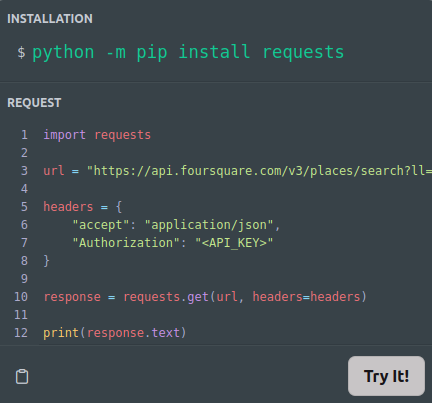 INSTALLATION
$ python -m pip install requests
REQUEST
1 import requests
2
3 url = "https://api.foursquare.com/v3/places/search?ll=
4
5 headers = {
6     "accept": "application/json",
7     "Authorization": "<API_KEY>"
8 }
9
10 response = requests.get(url, headers=headers)
11
12 print(response.text)
Try It!